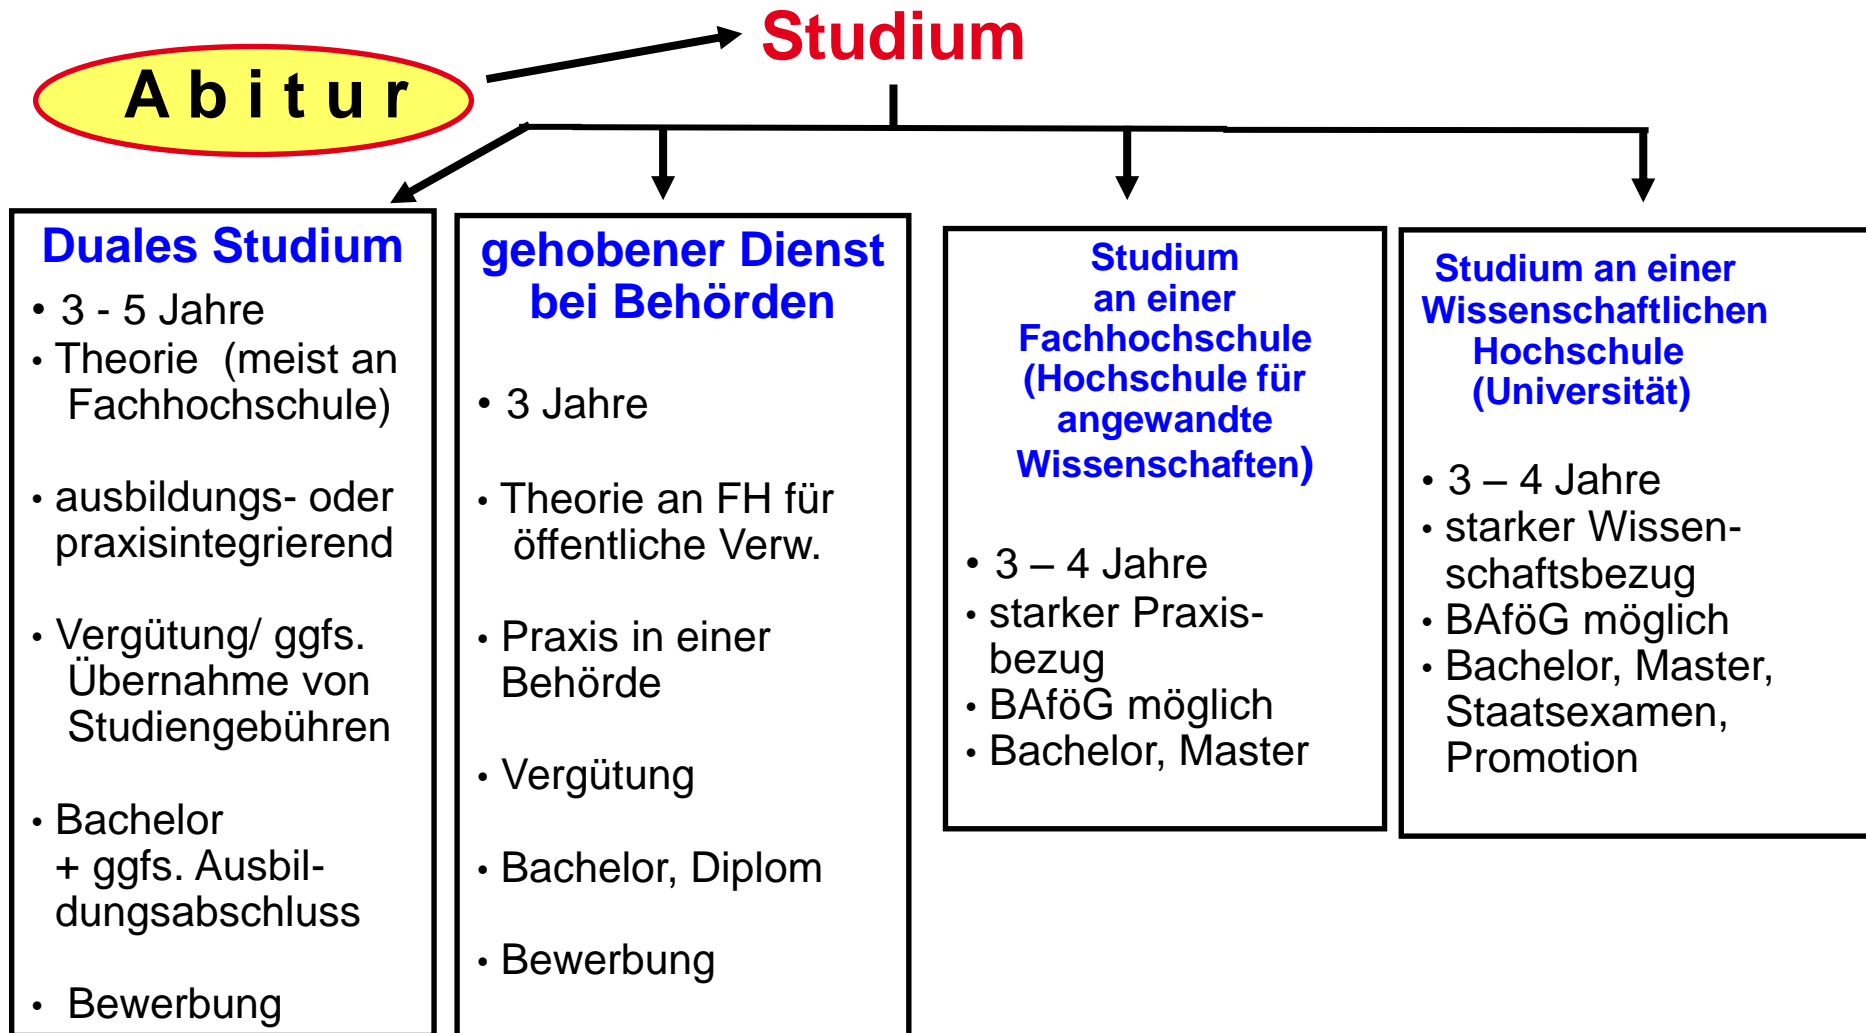 Studium
A b i t u r
Duales Studium
• 3 - 5 Jahre
• Theorie (meist an
Fachhochschule)
• ausbildungs- oder
praxisintegrierend
• Vergütung/ ggfs.
Übernahme von
Studiengebühren
• Bachelor
+ ggfs. Ausbil-
dungsabschluss
• Bewerbung
gehobener Dienst
bei Behörden
• 3 Jahre
• Theorie an FH für
öffentliche Verw.
• Praxis in einer
Behörde
• Vergütung
• Bachelor, Diplom
• Bewerbung
Studium
an einer
Fachhochschule
(Hochschule für
angewandte
Wissenschaften)
• 3 – 4 Jahre
• starker Praxis-
bezug
• BAföG möglich
• Bachelor, Master
Studium an einer
Wissenschaftlichen
Hochschule
(Universität)
• 3 – 4 Jahre
• starker Wissen-
schaftsbezug
• BAföG möglich
• Bachelor, Master,
Staatsexamen,
Promotion